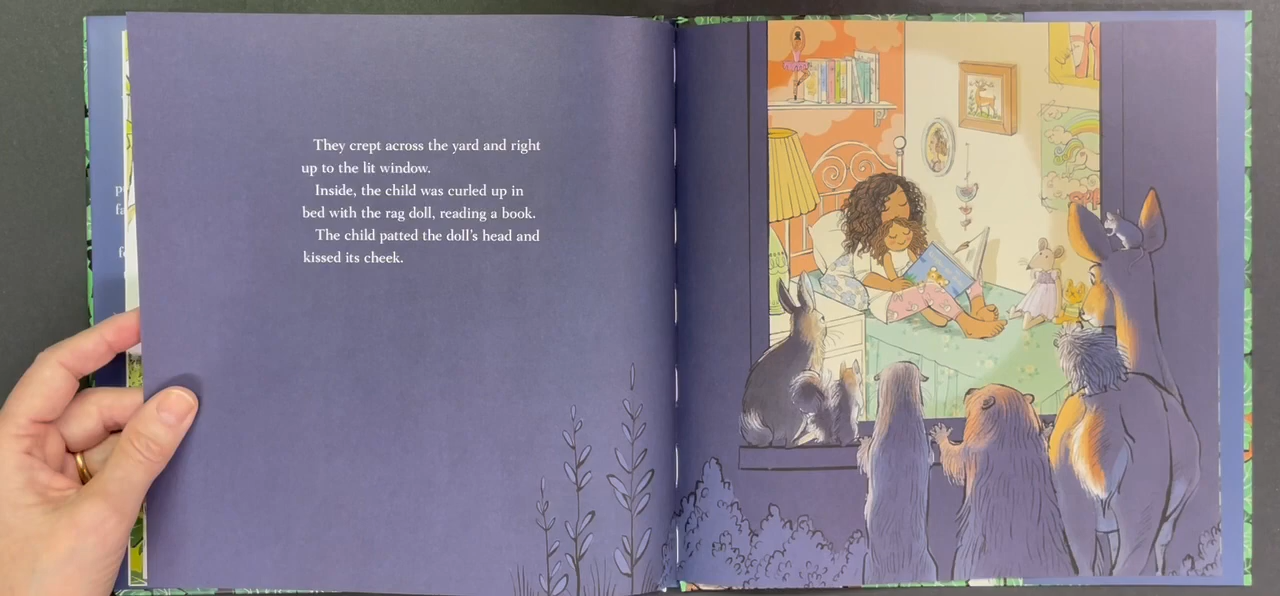 They crept across the yard and right
up to the lit window.
Inside, the child was curled up in
bed with the rag doll, reading a book.
The child patted the doll's head and
kissed its cheek.